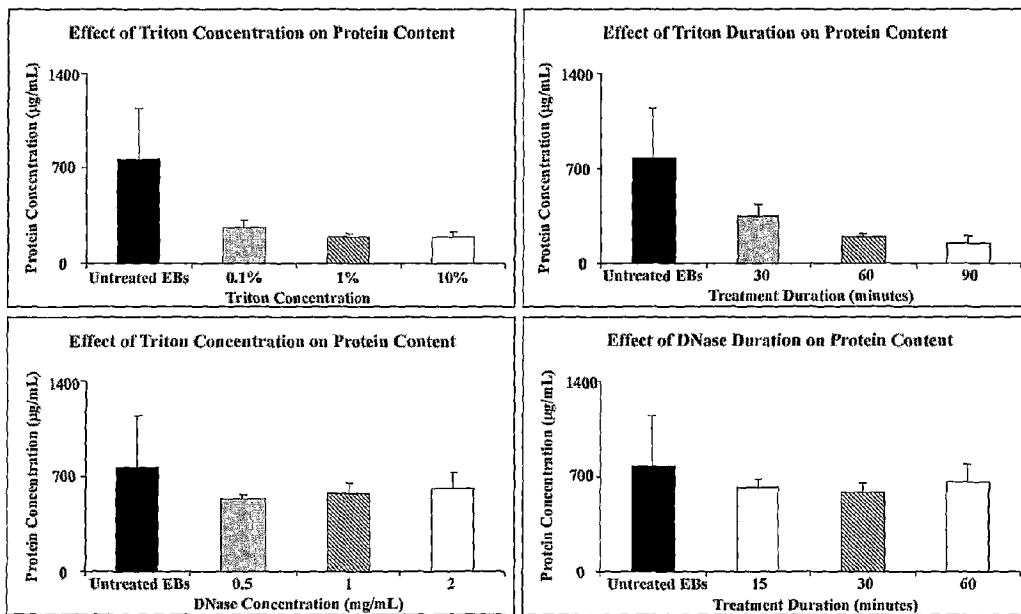 Effect of Triton Concentration on Protein Content
Protein Concentration (µg/mL)
1400
700
0
Untreated EBs 0.1% 1% 10%
Triton Concentration
Effect of Triton Duration on Protein Content
Protein Concentration (µg/mL)
1400
700
0
Untreated EBs 30 60 90
Treatment Duration (minutes)
Effect of Triton Concentration on Protein Content
Protein Concentration (µg/mL)
1400
700
0
Untreated EBs 0.5 1 2
DNase Concentration (mg/mL)
Effect of DNase Duration on Protein Content
Protein Concentration (µg/mL)
1400
700
0
Untreated EBs 15 30 60
Treatment Duration (minutes)